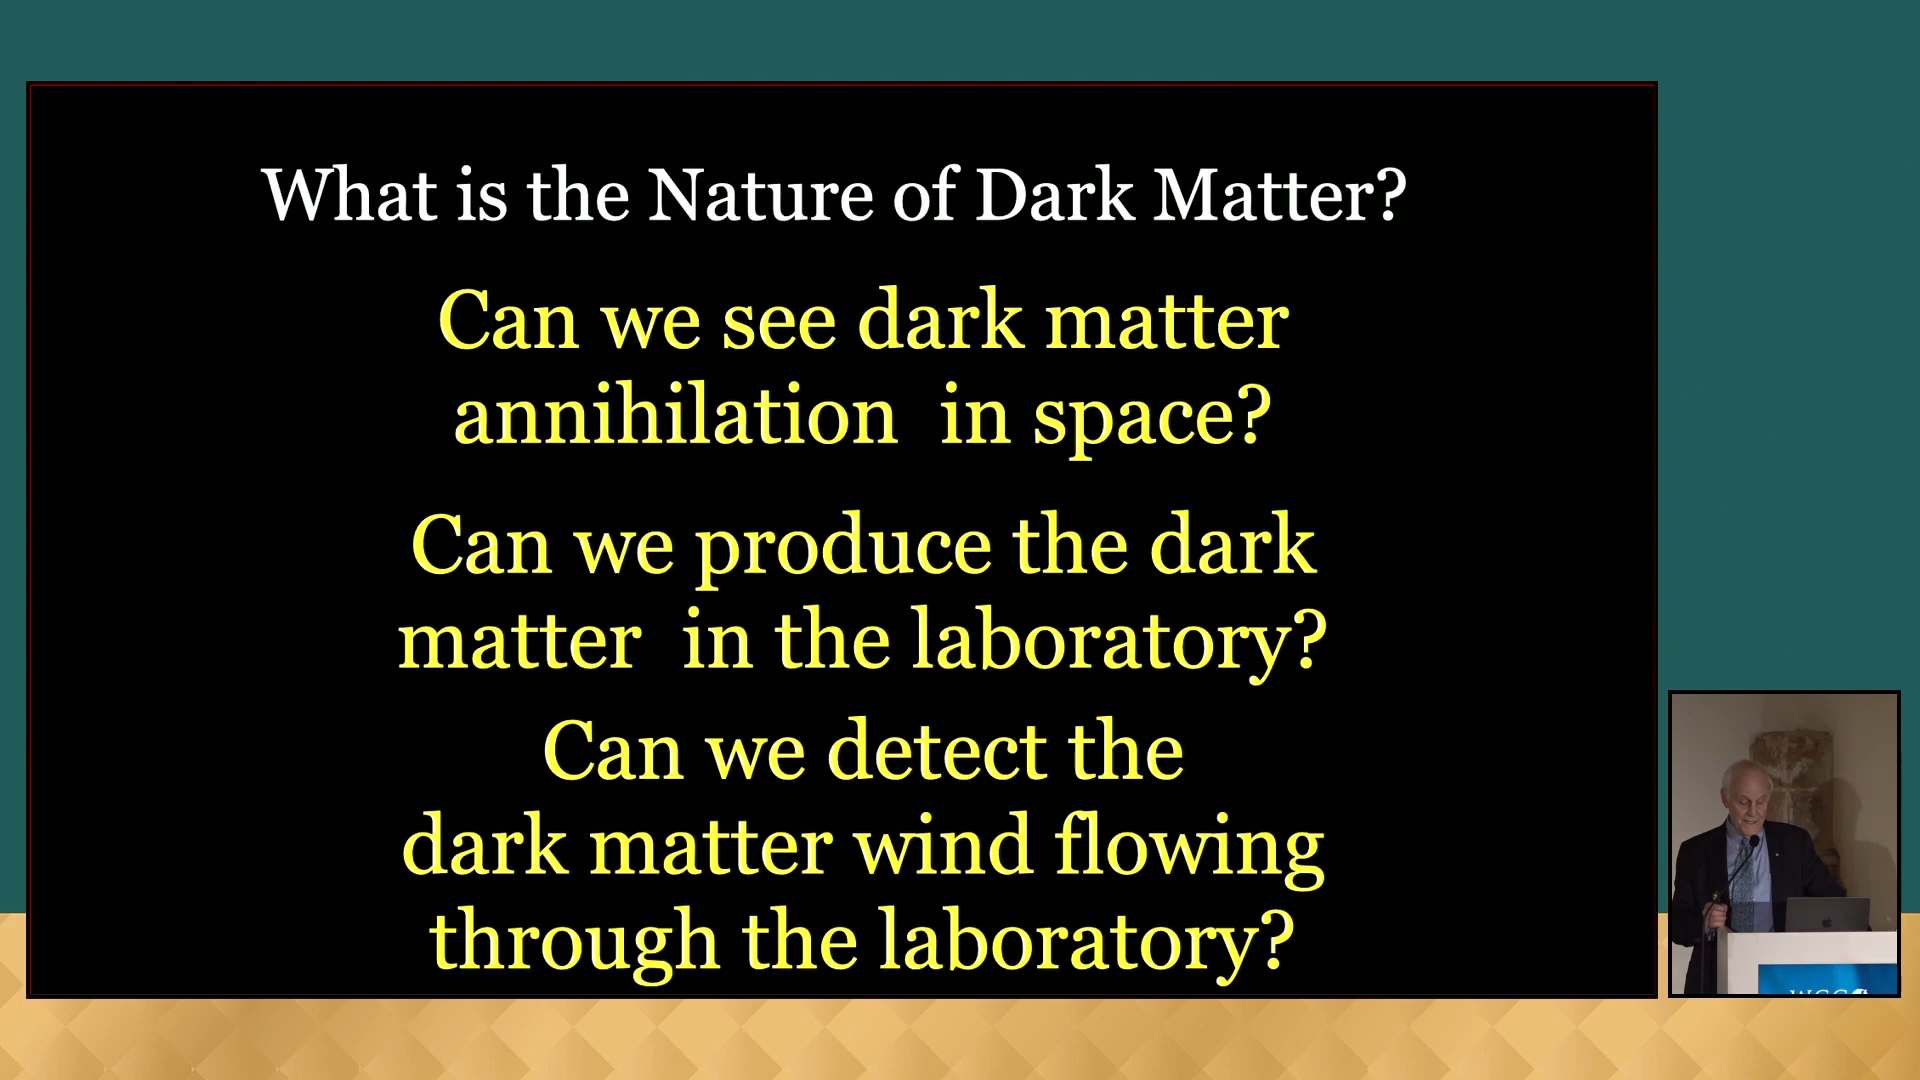 What is the Nature of Dark Matter?
Can we see dark matter
annihilation  in space?
Can we produce the dark
matter  in the laboratory?
Can we detect the
dark matter wind flowing
through the laboratory?